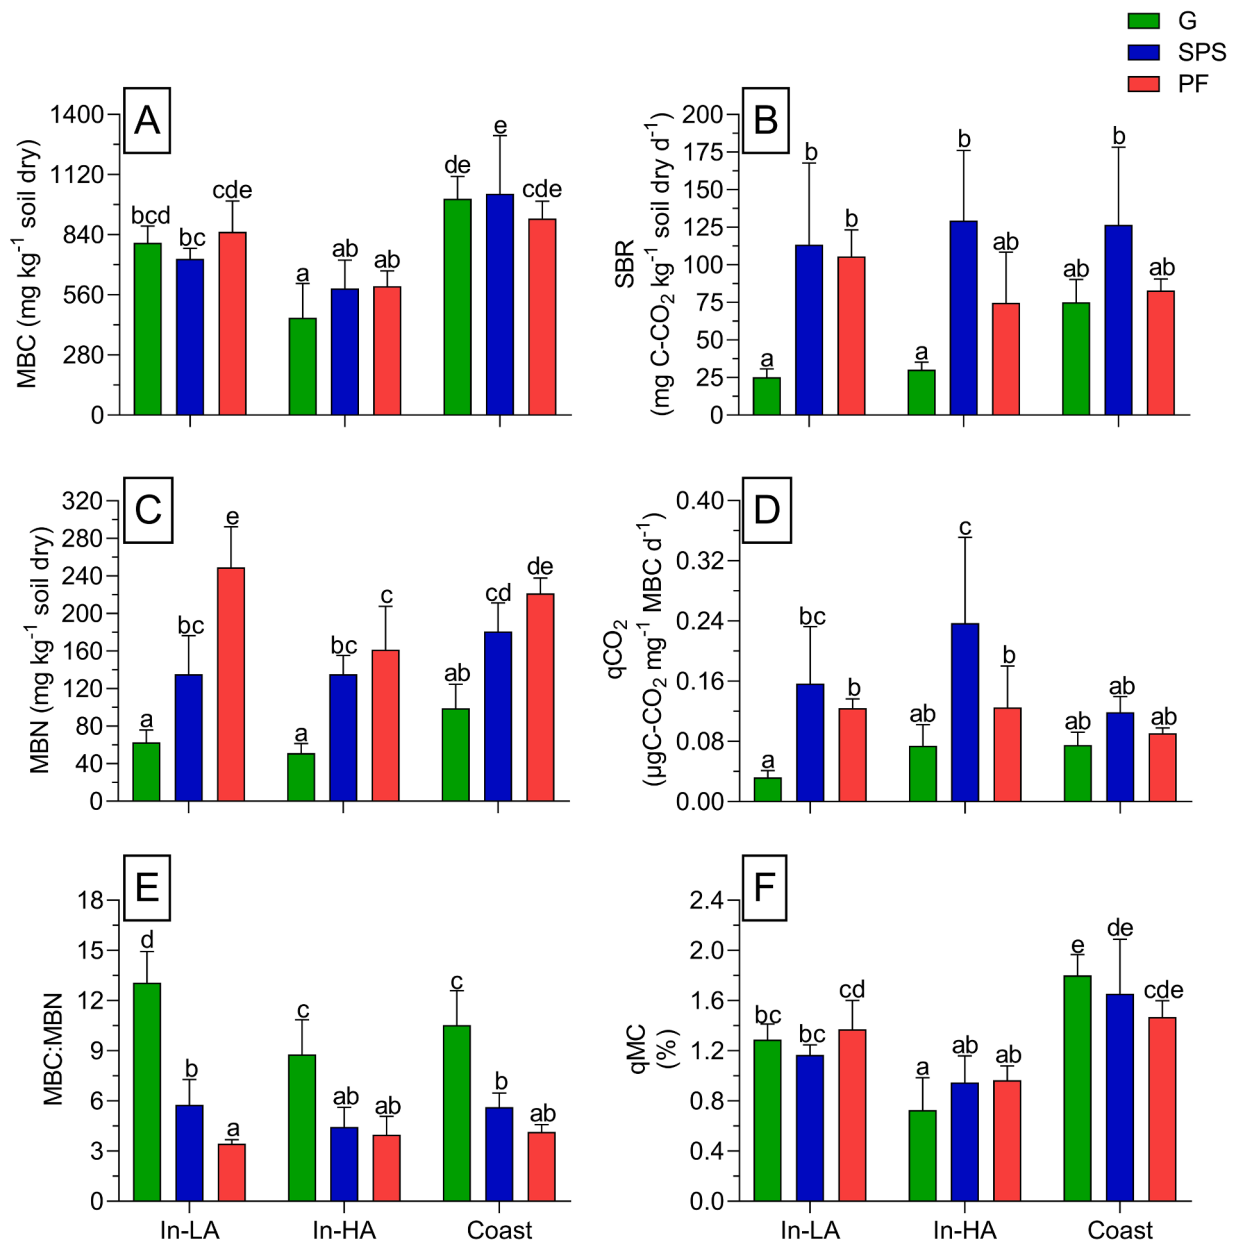 G
SPS
PF
A
MBC (mg kg⁻¹ soil dry)
1400
1120
840
560
280
0
bcd
bc
cde
a
ab
ab
de
e
cde
B
SBR
(mg C-CO₂ kg⁻¹ soil dry d⁻¹)
200
175
150
125
100
75
50
25
0
a
b
b
a
b
ab
ab
b
ab
C
MBN (mg kg⁻¹ soil dry)
320
280
240
200
160
120
80
40
0
a
bc
e
a
bc
c
ab
cd
de
D
qCO₂
(µgC-CO₂ mg⁻¹ MBC d⁻¹)
0.40
0.32
0.24
0.16
0.08
0.00
a
bc
b
ab
c
b
ab
ab
ab
E
MBC:MBN
18
15
12
9
6
3
0
d
b
a
c
ab
ab
c
b
ab
In-LA
In-HA
Coast
F
qMC
(%)
2.4
2.0
1.6
1.2
0.8
0.4
0.0
bc
bc
cd
a
ab
ab
e
de
cde
In-LA
In-HA
Coast